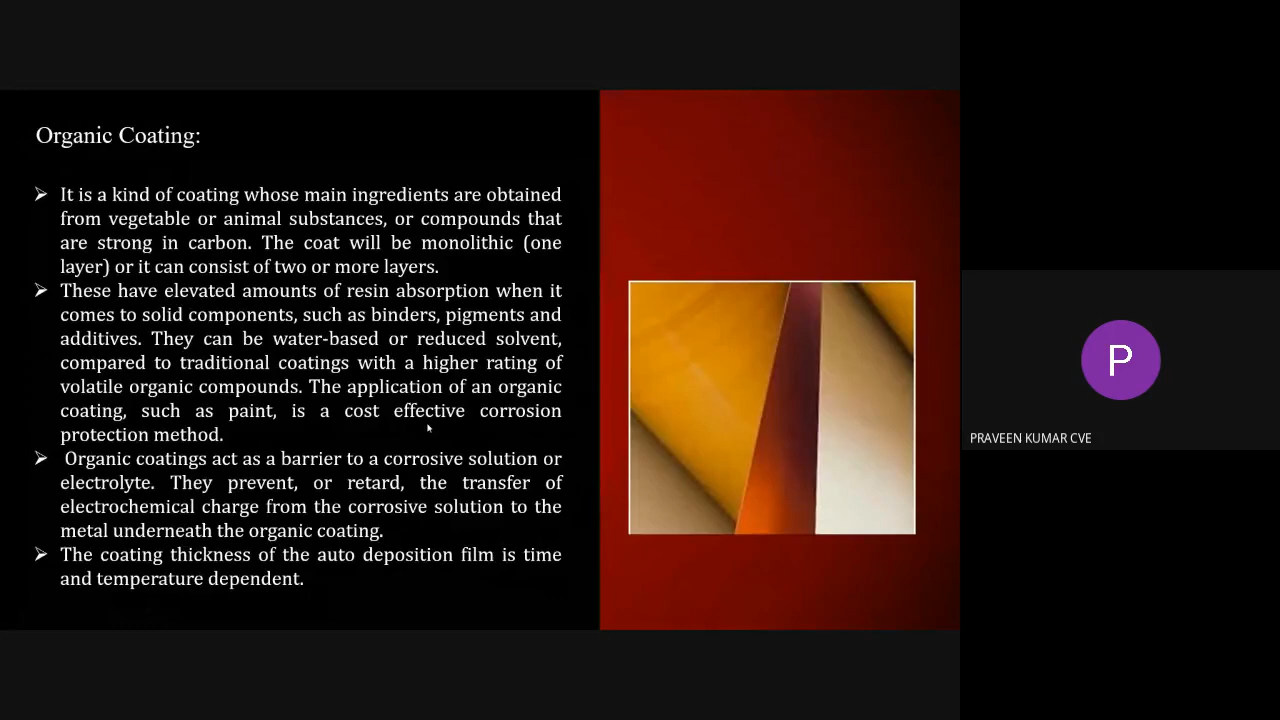 Organic Coating:
➢ It is a kind of coating whose main ingredients are obtained
from vegetable or animal substances, or compounds that
are strong in carbon. The coat will be monolithic (one
layer) or it can consist of two or more layers.
➢ These have elevated amounts of resin absorption when it
comes to solid components, such as binders, pigments and
additives. They can be water-based or reduced solvent,
compared to traditional coatings with a higher rating of
volatile organic compounds. The application of an organic
coating, such as paint, is a cost effective corrosion
protection method.
➢ Organic coatings act as a barrier to a corrosive solution or
electrolyte. They prevent, or retard, the transfer of
electrochemical charge from the corrosive solution to the
metal underneath the organic coating.
➢ The coating thickness of the auto deposition film is time
and temperature dependent.
P
PRAVEEN KUMAR CVE